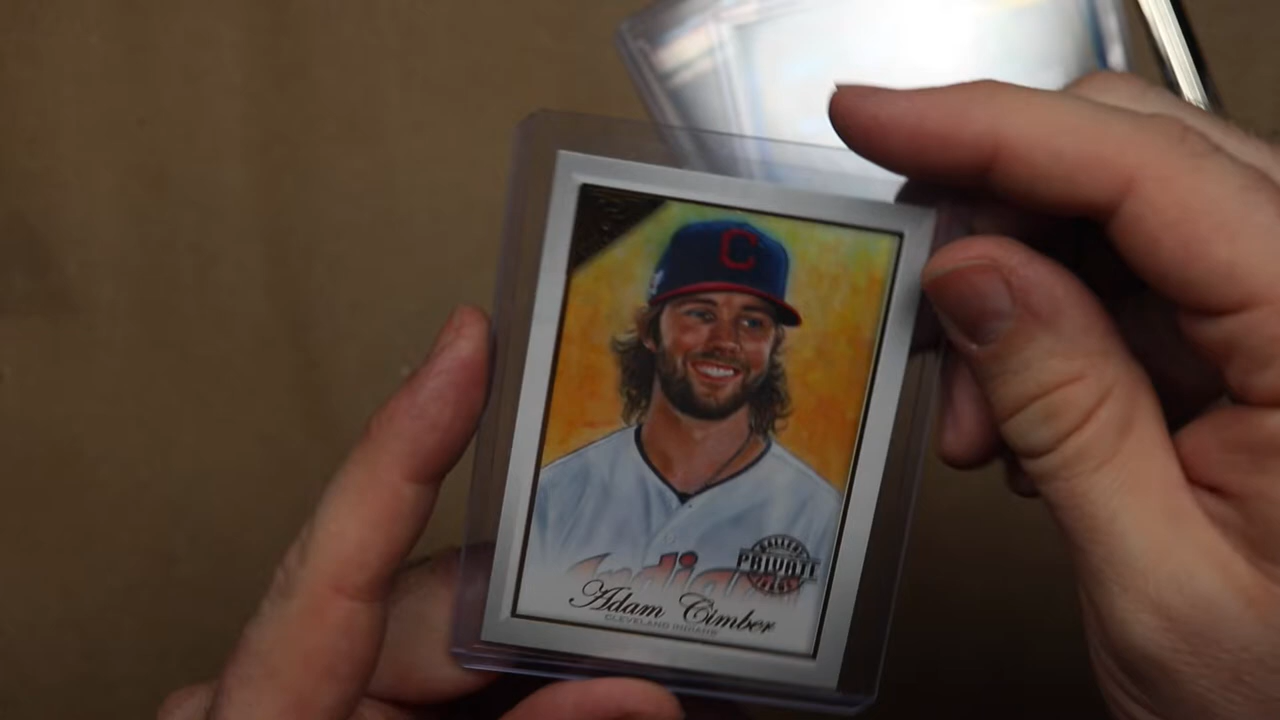 C
Indians
GALLERY
PRIVATE
ISSUE
Adam Cimber
CLEVELAND INDIANS